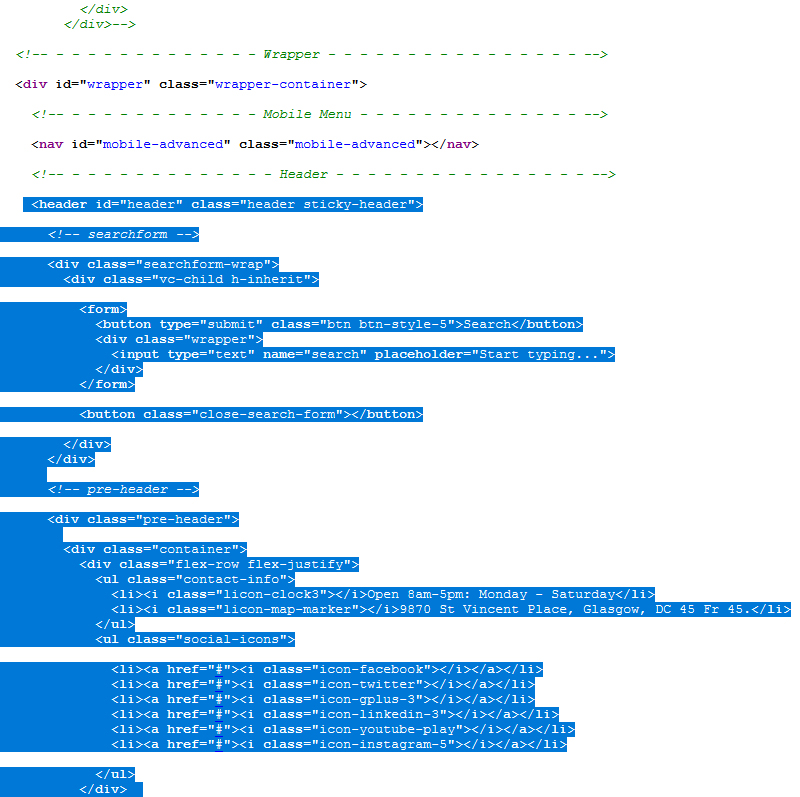 </div>
</div>-->
<!-- - - - - - - - - - - - - - Wrapper - - - - - - - - - - - - - - - - - -->
<div id="wrapper" class="wrapper-container">
<!-- - - - - - - - - - - - - Mobile Menu - - - - - - - - - - - - - - - -->
<nav id="mobile-advanced" class="mobile-advanced"></nav>
<!-- - - - - - - - - - - - - - Header - - - - - - - - - - - - - - - - - -->
<header id="header" class="header sticky-header">
<!-- searchform -->
<div class="searchform-wrap">
<div class="vc-child h-inherit">
<form>
<button type="submit" class="btn btn-style-5">Search</button>
<div class="wrapper">
<input type="text" name="search" placeholder="Start typing...">
</div>
</form>
<button class="close-search-form"></button>
</div>
</div>
<!-- pre-header -->
<div class="pre-header">
<div class="container">
<div class="flex-row flex-justify">
<ul class="contact-info">
<li><i class="licon-clock3"></i>Open 8am-5pm: Monday - Saturday</li>
<li><i class="licon-map-marker"></i>9870 St Vincent Place, Glasgow, DC 45 Fr 45.</li>
</ul>
<ul class="social-icons">
<li><a href="#"><i class="icon-facebook"></i></a></li>
<li><a href="#"><i class="icon-twitter"></i></a></li>
<li><a href="#"><i class="icon-gplus-3"></i></a></li>
<li><a href="#"><i class="icon-linkedin-3"></i></a></li>
<li><a href="#"><i class="icon-youtube-play"></i></a></li>
<li><a href="#"><i class="icon-instagram-5"></i></a></li>
</ul>
</div>